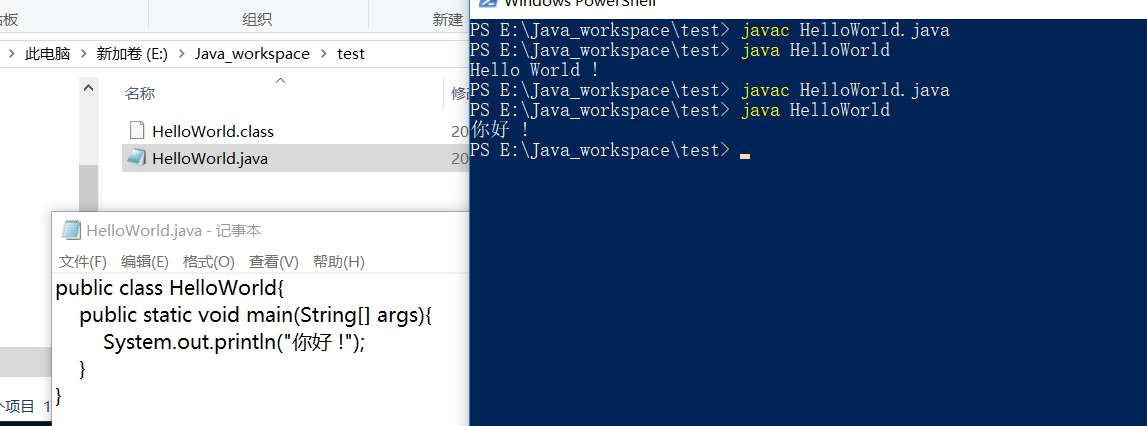 组织
新建
此电脑 > 新加卷 (E:) > Java_workspace > test
名称
HelloWorld.class
20
HelloWorld.java
20
HelloWorld.java - 记事本
文件(F) 编辑(E) 格式(O) 查看(V) 帮助(H)
public class HelloWorld{
    public static void main(String[] args){
        System.out.println("你好 !");
    }
}
项目 1
Windows PowerShell
PS E:\Java_workspace\test> javac HelloWorld.java
PS E:\Java_workspace\test> java HelloWorld
Hello World !
PS E:\Java_workspace\test> javac HelloWorld.java
PS E:\Java_workspace\test> java HelloWorld
你好 !
PS E:\Java_workspace\test>